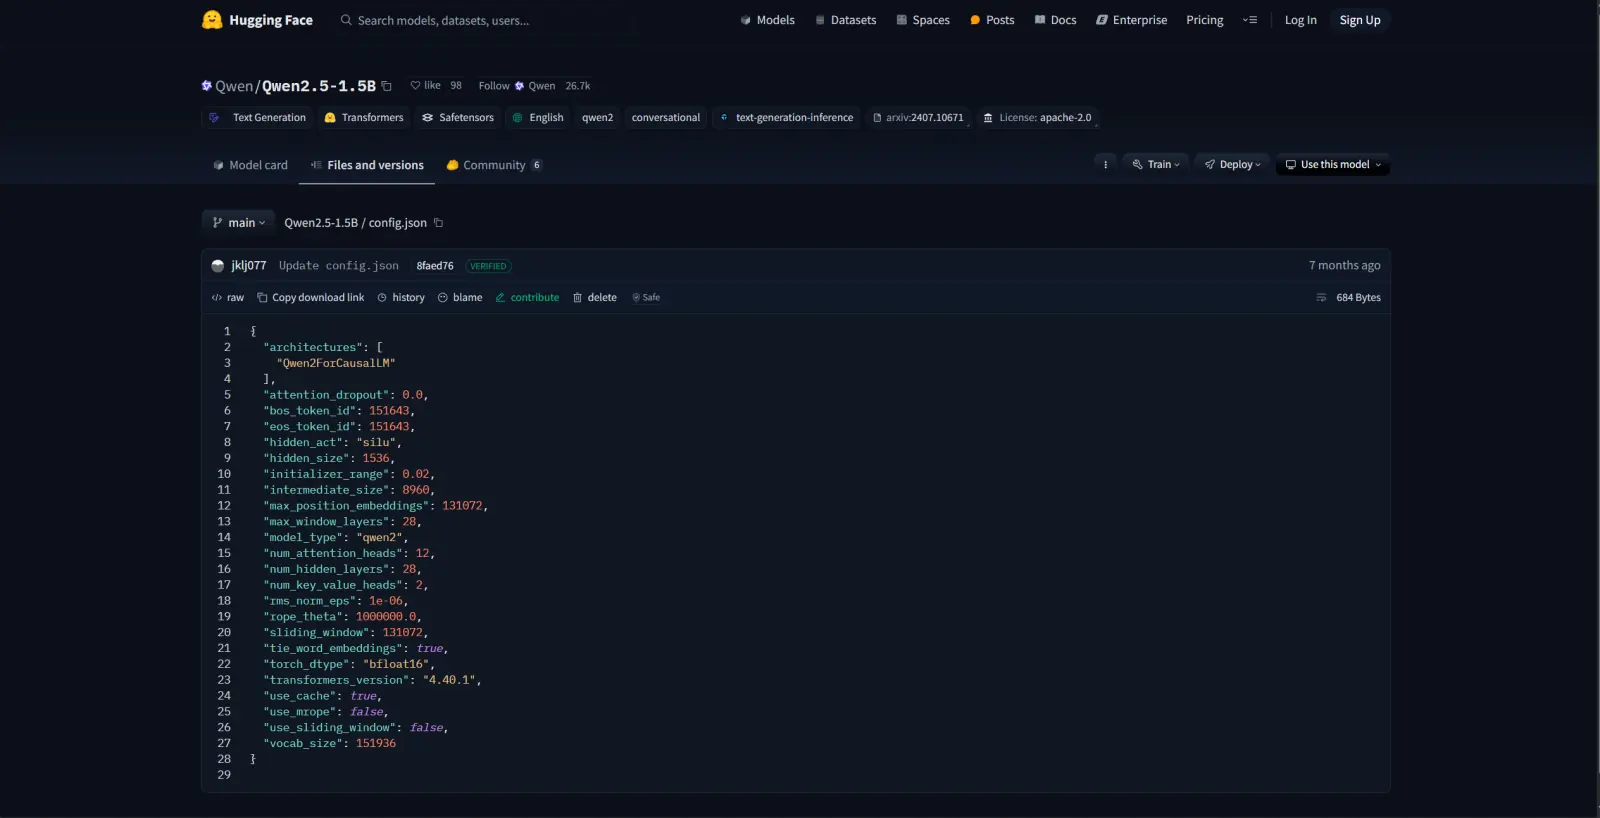 Hugging Face Search models, datasets, users... Models Datasets Spaces Posts Docs Enterprise Pricing Log In Sign Up
Qwen/Qwen2.5-1.5B like 98 Follow Qwen 26.7k
Text Generation Transformers Safetensors English qwen2 conversational text-generation-inference arxiv:2407.10671 License: apache-2.0
Model card Files and versions Community 6 Train Deploy Use this model
main Qwen2.5-1.5B / config.json
jklj077 Update config.json 8faed76 VERIFIED 7 months ago
</> raw Copy download link history blame contribute delete Safe 684 Bytes
1 {
2 "architectures": [
3 "Qwen2ForCausalLM"
4 ],
5 "attention_dropout": 0.0,
6 "bos_token_id": 151643,
7 "eos_token_id": 151643,
8 "hidden_act": "silu",
9 "hidden_size": 1536,
10 "initializer_range": 0.02,
11 "intermediate_size": 8960,
12 "max_position_embeddings": 131072,
13 "max_window_layers": 28,
14 "model_type": "qwen2",
15 "num_attention_heads": 12,
16 "num_hidden_layers": 28,
17 "num_key_value_heads": 2,
18 "rms_norm_eps": 1e-06,
19 "rope_theta": 1000000.0,
20 "sliding_window": 131072,
21 "tie_word_embeddings": true,
22 "torch_dtype": "bfloat16",
23 "transformers_version": "4.40.1",
24 "use_cache": true,
25 "use_mrope": false,
26 "use_sliding_window": false,
27 "vocab_size": 151936
28 }
29